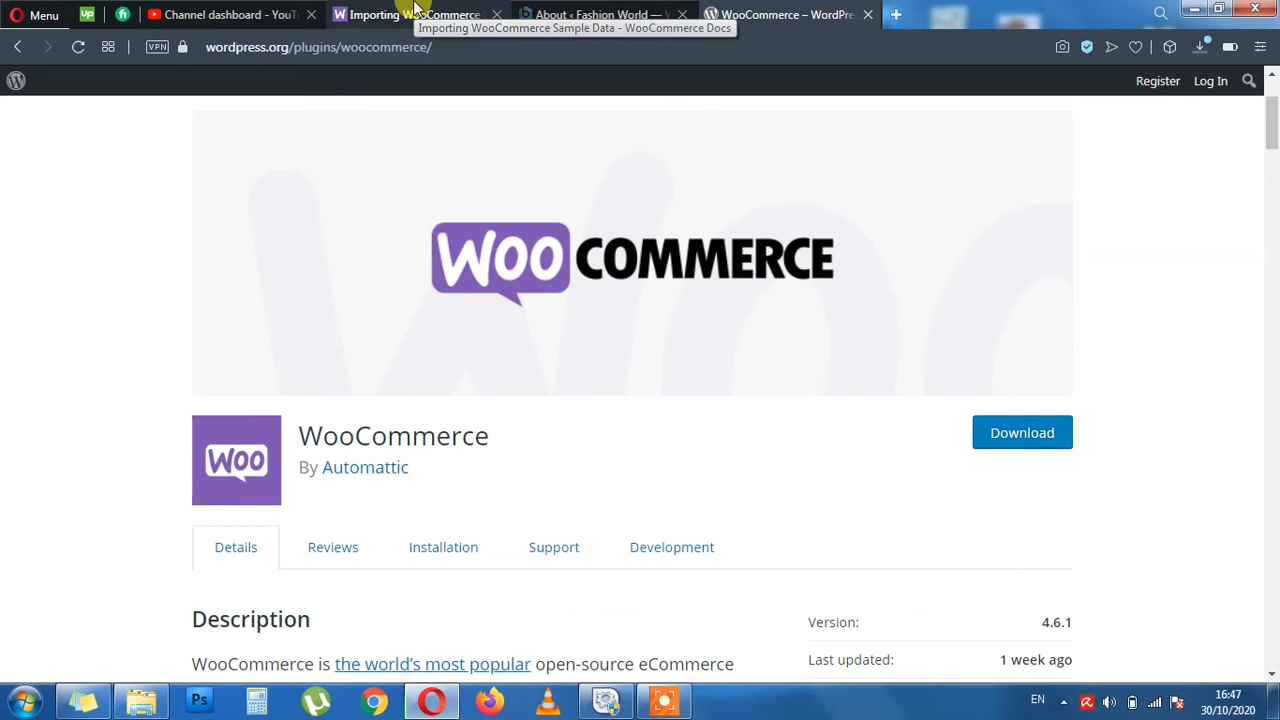 Menu
Up
Channel dashboard - YouT
Importing WooCommerce
About ‹ Fashion World — W
WooCommerce – WordPre
Importing WooCommerce Sample Data - WooCommerce Docs
VPN
wordpress.org/plugins/woocommerce/
Register
Log In
WOO COMMERCE
WOO
WooCommerce
By Automattic
Download
Details
Reviews
Installation
Support
Development
Description
WooCommerce is the world's most popular open-source eCommerce
Version: 4.6.1
Last updated: 1 week ago
Ps
EN
16:47
30/10/2020